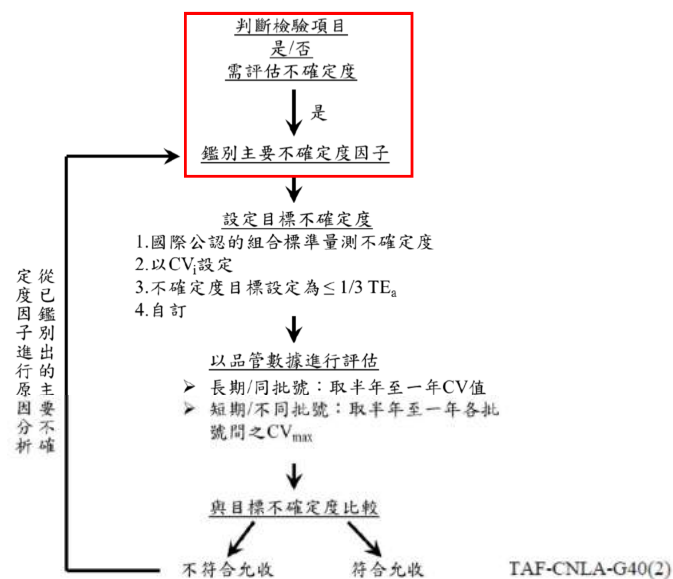 判斷檢驗項目
是/否
需評估不確定度
是
鑑別主要不確定度因子
設定目標不確定度
1.國際公認的組合標準量測不確定度
2.以CVi設定
3.不確定度目標設定為≤ 1/3 TEa
4.自訂
以品管數據進行評估
➢ 長期/同批號：取半年至一年CV值
➢ 短期/不同批號：取半年至一年各批
號間之CVmax
與目標不確定度比較
不符合允收
符合允收
從已鑑別出的主要不確
定度因子進行原因分析
TAF-CNLA-G40(2)